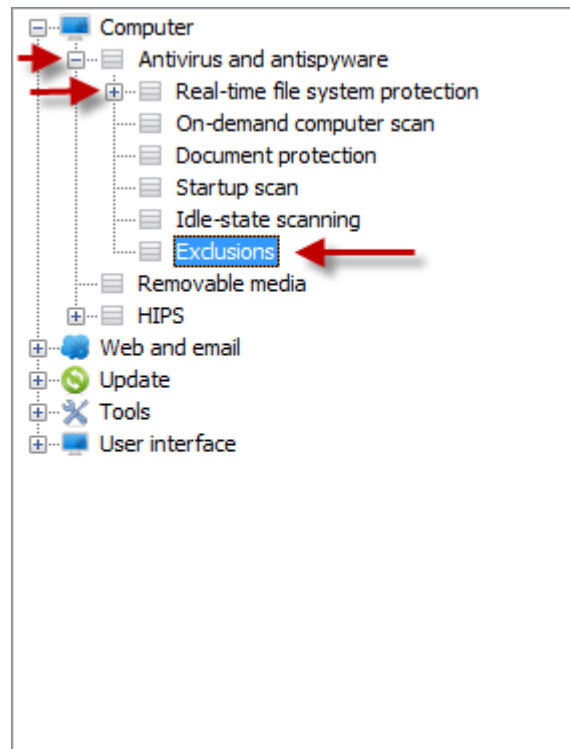 Computer
Antivirus and antispyware
Real-time file system protection
On-demand computer scan
Document protection
Startup scan
Idle-state scanning
Exclusions
Removable media
HIPS
Web and email
Update
Tools
User interface